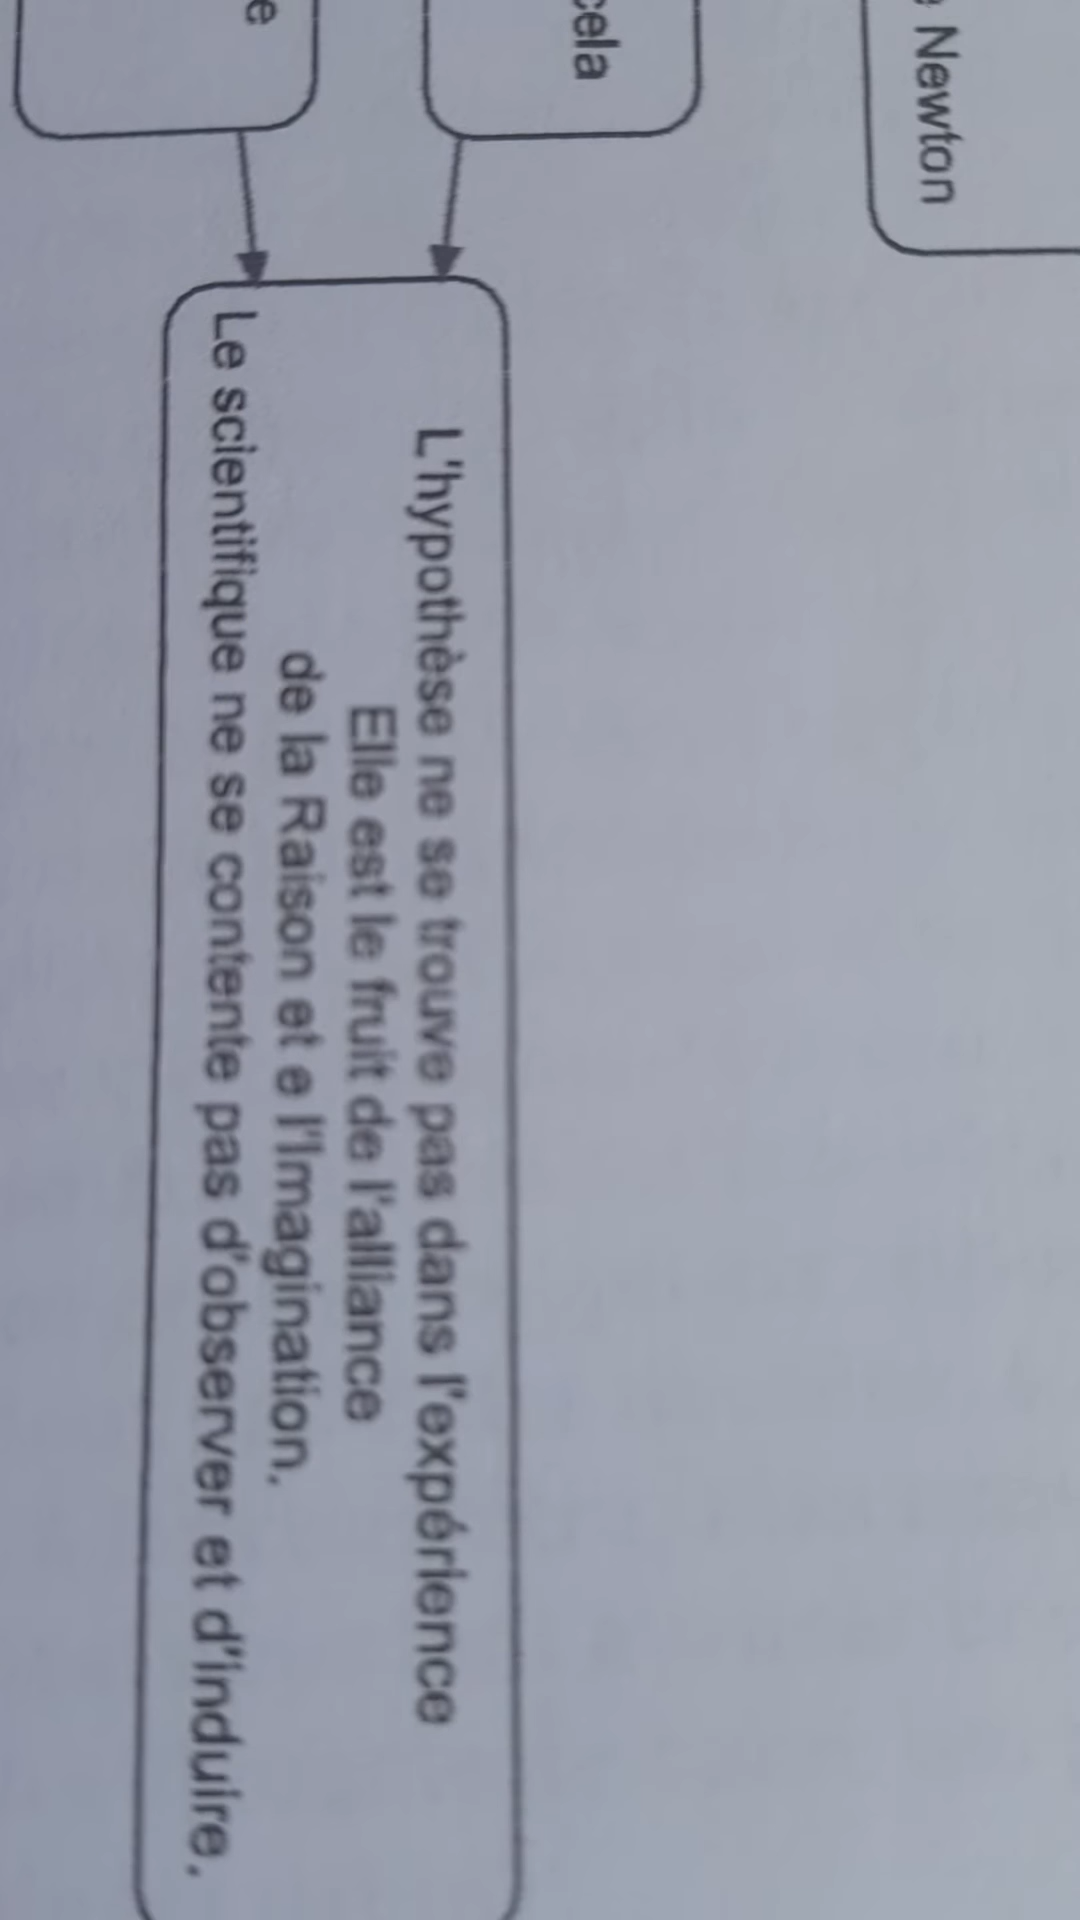 Newton
cela
e
L'hypothèse ne se trouve pas dans l'expérience
Elle est le fruit de l'alliance
de la Raison et e l'Imagination.
Le scientifique ne se contente pas d'observer et d'induire.